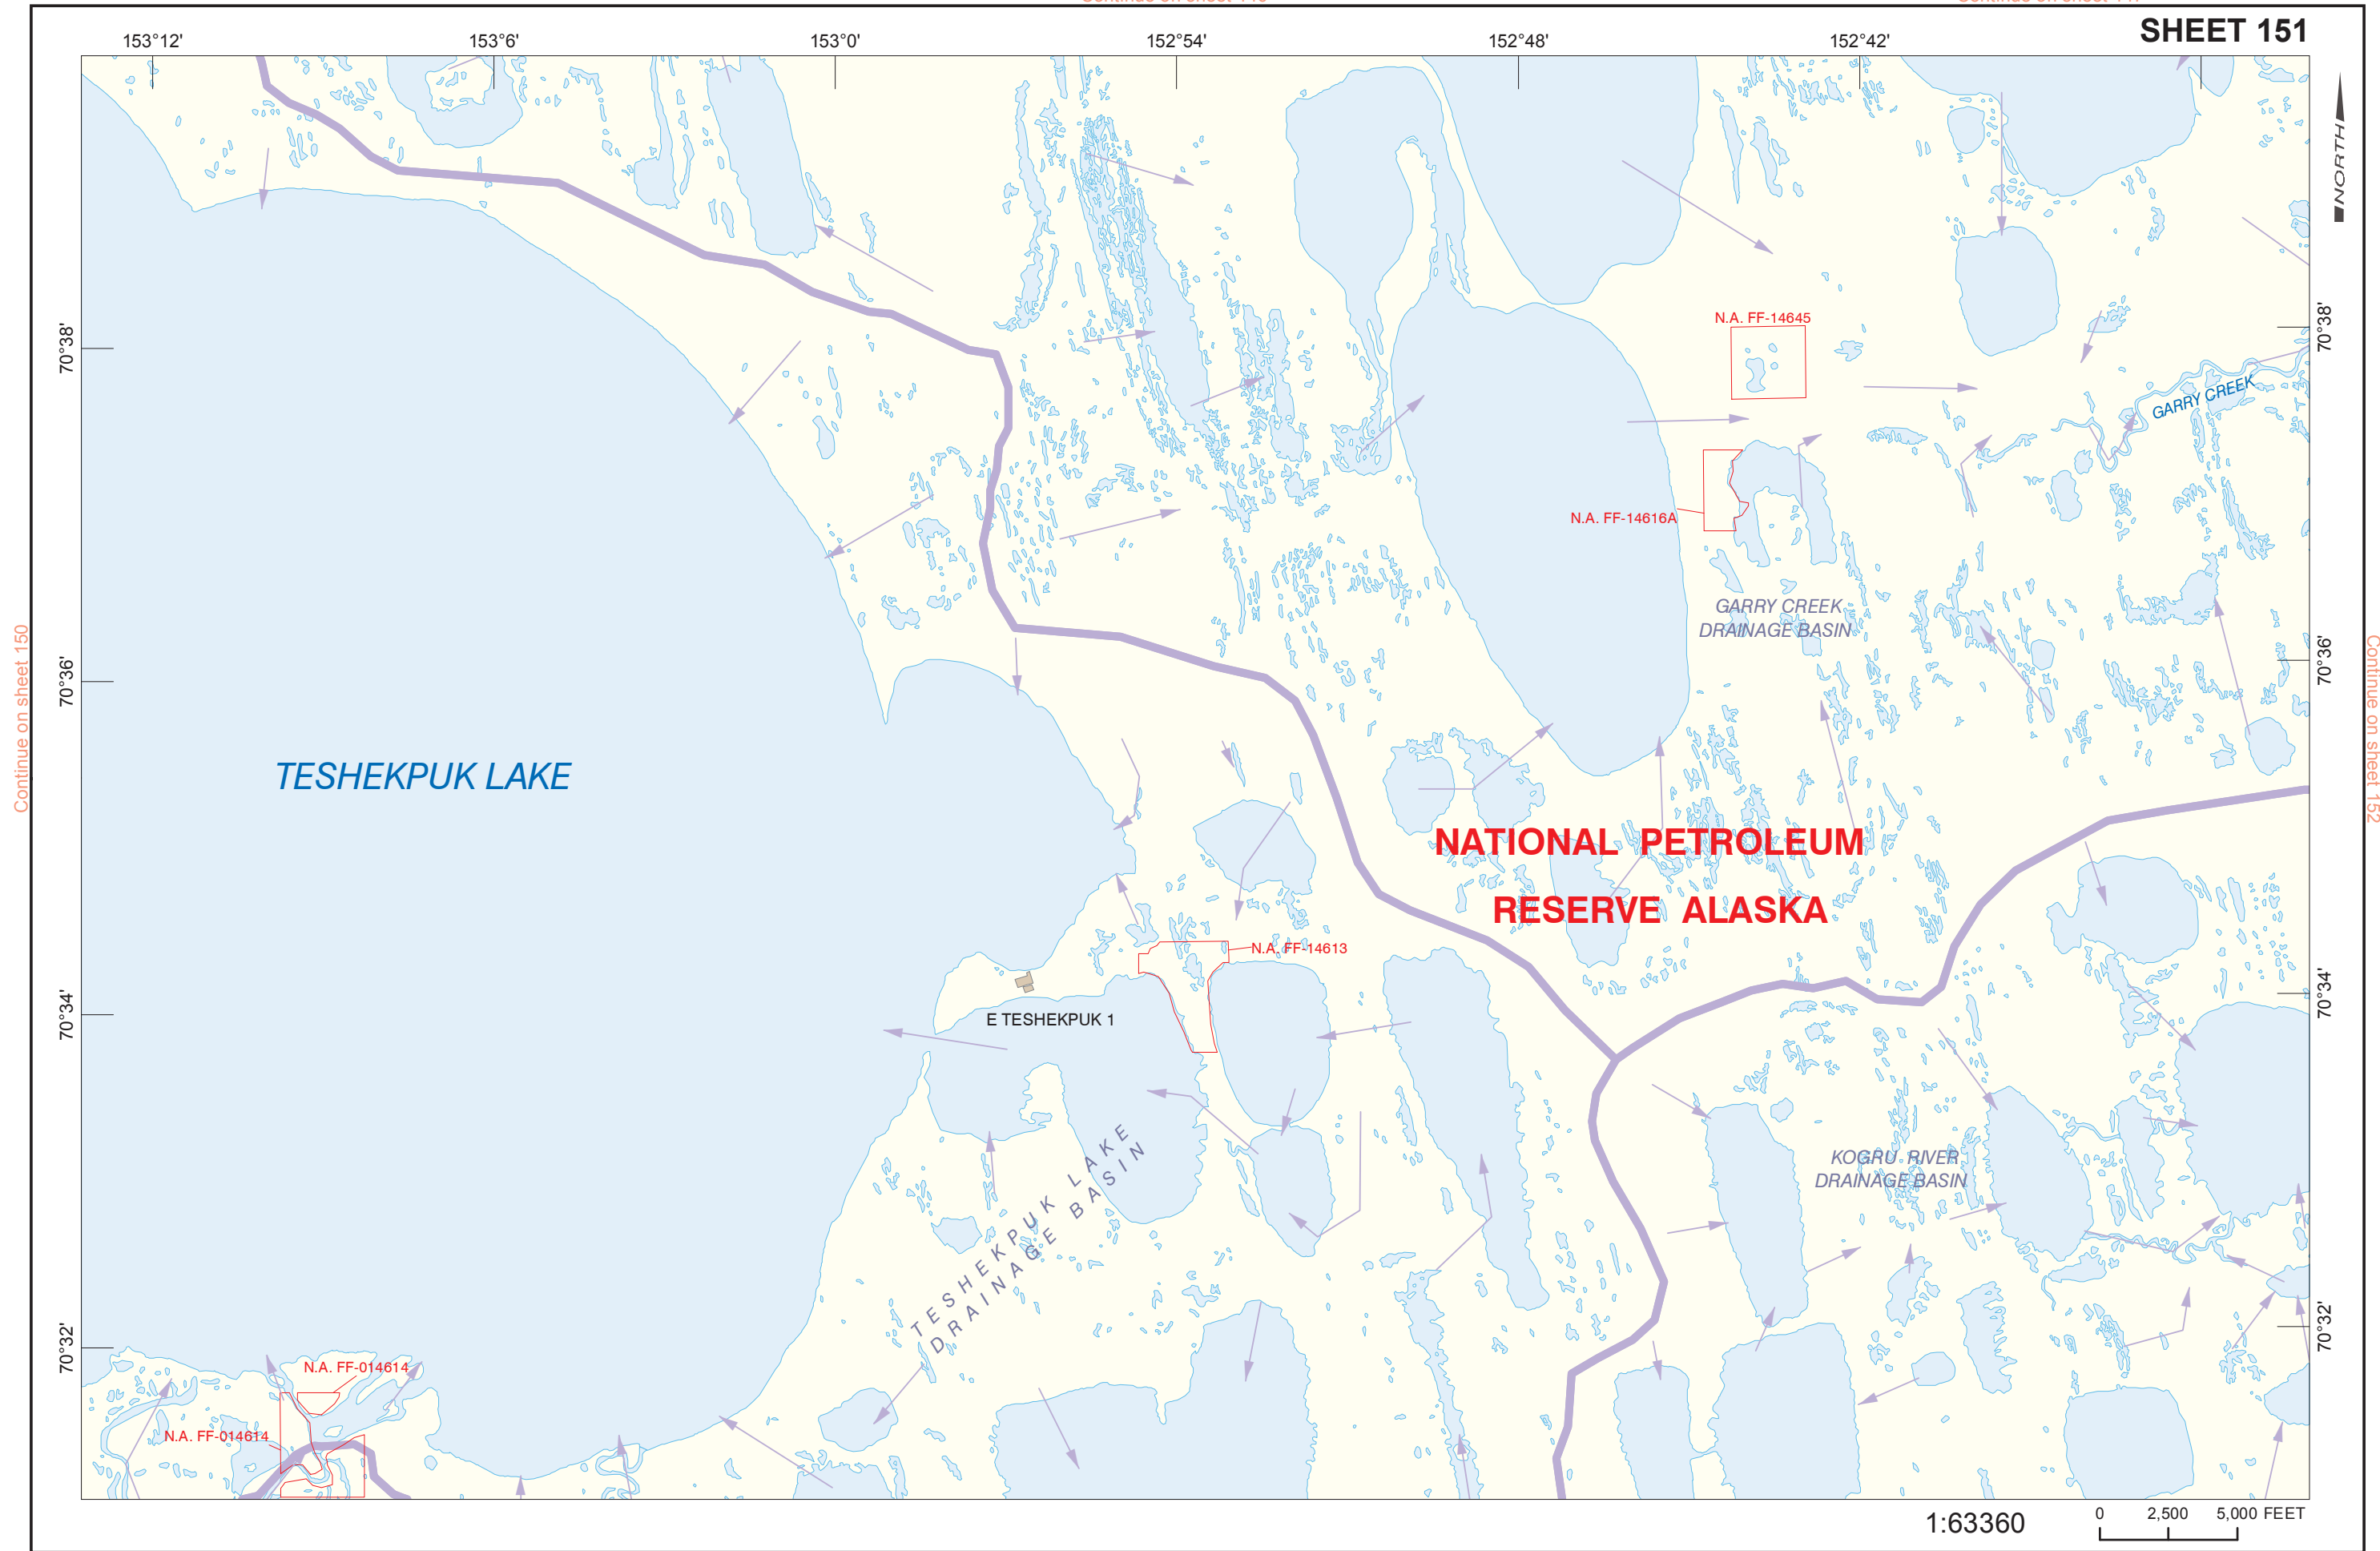 SHEET 151
153°12'
153°6'
153°0'
152°54'
152°48'
152°42'
NORTH
70°38'
70°38'
N.A. FF-14645
GARRY CREEK
N.A. FF-14616A
GARRY CREEK
DRAINAGE BASIN
Continue on sheet 150
70°36'
70°36'
Continue on sheet 152
TESHEKPUK LAKE
NATIONAL PETROLEUM
RESERVE ALASKA
N.A. FF-14613
70°34'
70°34'
E TESHEKPUK 1
TESHEKPUK LAKE
DRAINAGE BASIN
KOGRU RIVER
DRAINAGE BASIN
70°32'
70°32'
N.A. FF-014614
N.A. FF-014614
1:63360
0 2,500 5,000 FEET